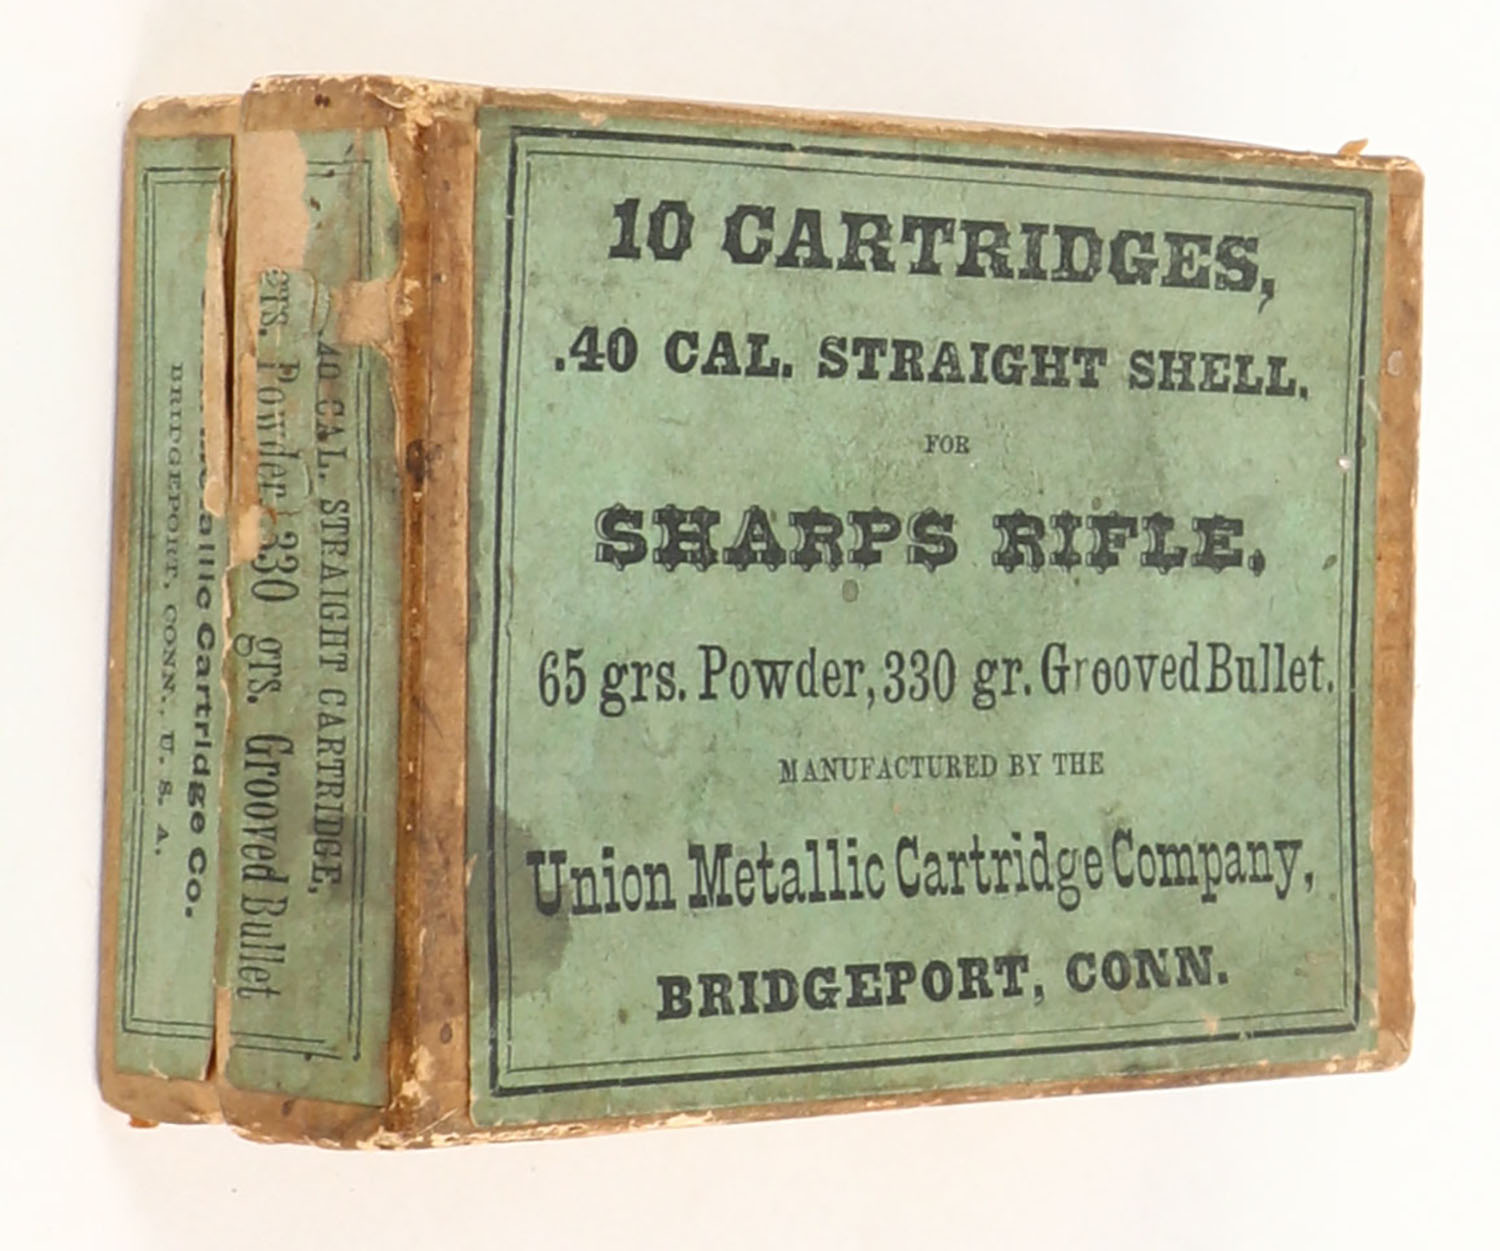 10 CARTRIDGES,
.40 CAL. STRAIGHT SHELL.
FOR
SHARPS RIFLE,
65 grs. Powder, 330 gr. Grooved Bullet.
MANUFACTURED BY THE
Union Metallic Cartridge Company,
BRIDGEPORT, CONN.
.40 CAL. STRAIGHT CARTRIDGE,
grs. Powder 330 grs. Grooved Bullet
Cartridge Co.
BRIDGEPORT, CONN., U. S. A.